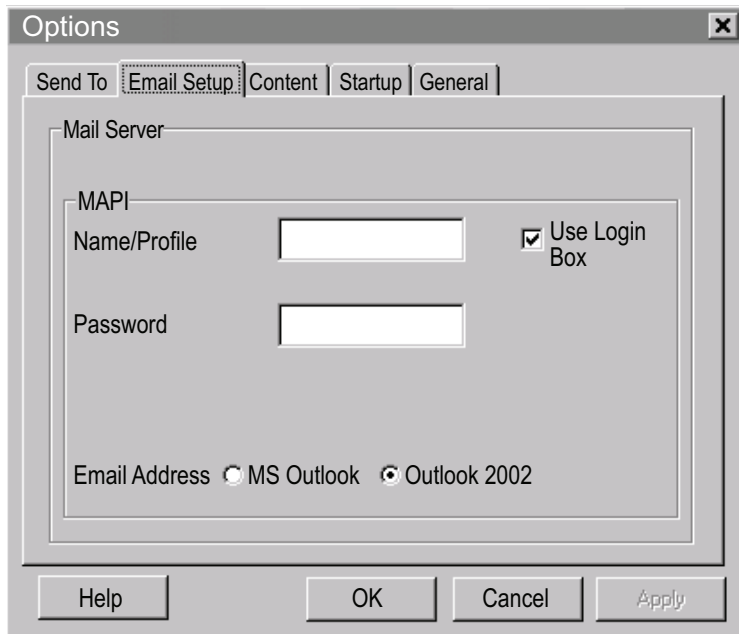 Options
Send To Email Setup Content Startup General
Mail Server
MAPI
Name/Profile
Use Login
Box
Password
Email Address MS Outlook Outlook 2002
Help OK Cancel Apply